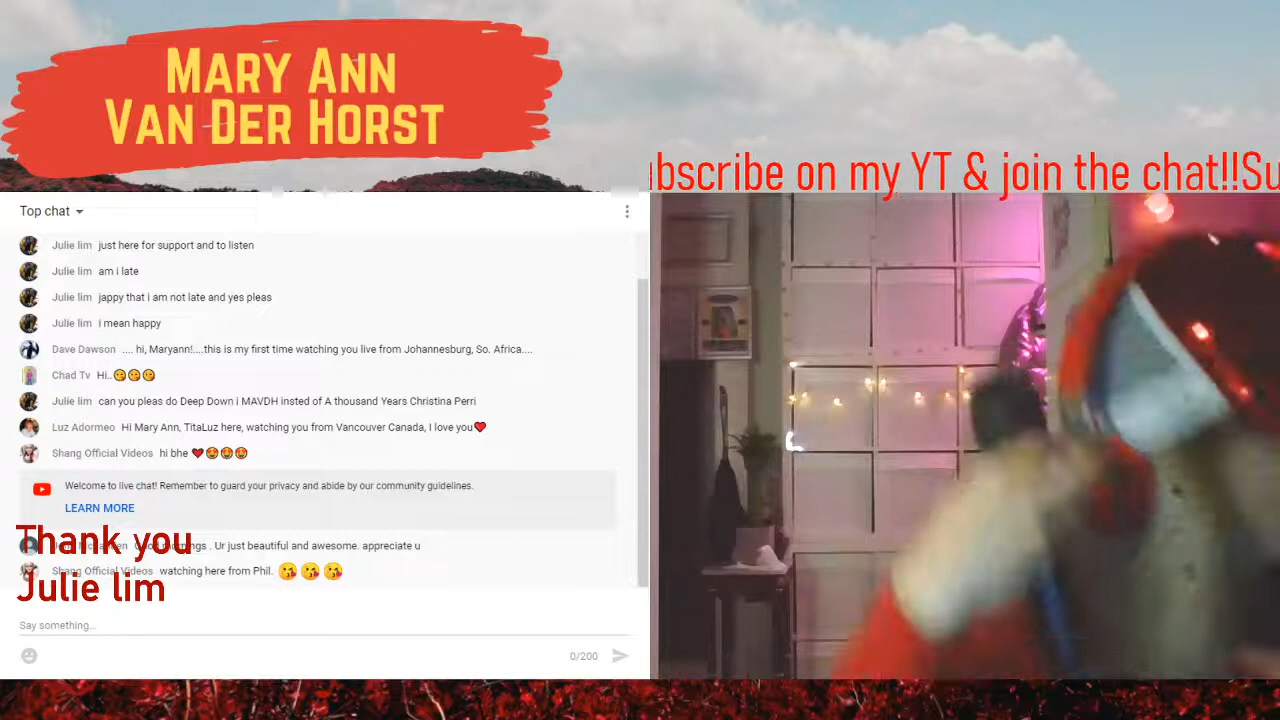 Mary Ann
Van Der Horst
bscribe on my YT & join the chat!!Su
Top chat
Julie lim just here for support and to listen
Julie lim am i late
Julie lim jappy that i am not late and yes pleas
Julie lim i mean happy
Dave Dawson .... hi, Maryann!....this is my first time watching you live from Johannesburg, So. Africa....
Chad Tv Hi..😋😋😋
Julie lim can you pleas do Deep Down i MAVDH insted of A thousand Years Christina Perri
Luz Adormeo Hi Mary Ann, TitaLuz here, watching you from Vancouver Canada, I love you❤
Shang Official Videos hi bhe ❤😍😍😍
Welcome to live chat! Remember to guard your privacy and abide by our community guidelines.
LEARN MORE
Thank you
Julie lim
. Ur just beautiful and awesome. appreciate u
Shang Official Videos watching here from Phil. 😘😘😘
Say something...
0/200